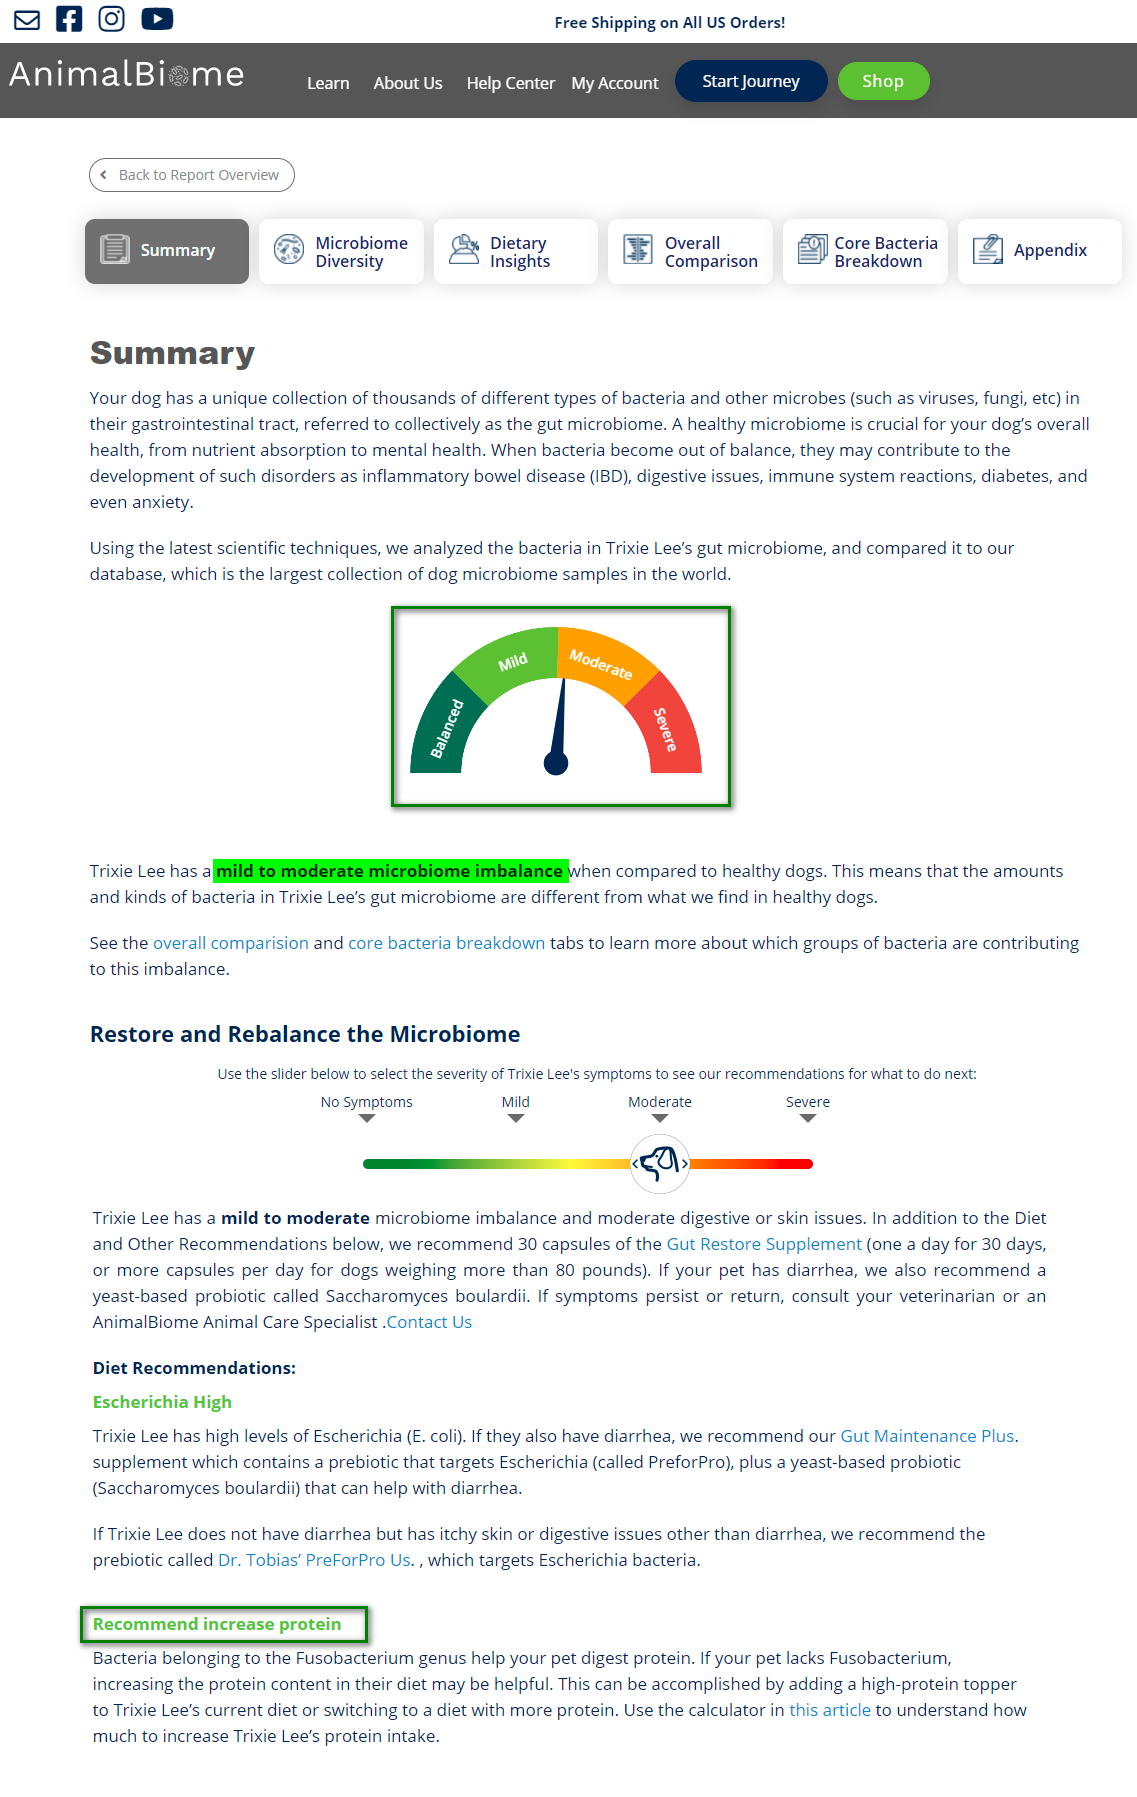 Free Shipping on All US Orders!
AnimalBiome
Learn About Us Help Center My Account Start Journey Shop
Back to Report Overview
Summary
Microbiome
Diversity
Dietary
Insights
Overall
Comparison
Core Bacteria
Breakdown
Appendix
Summary
Your dog has a unique collection of thousands of different types of bacteria and other microbes (such as viruses, fungi, etc) in
their gastrointestinal tract, referred to collectively as the gut microbiome. A healthy microbiome is crucial for your dog’s overall
health, from nutrient absorption to mental health. When bacteria become out of balance, they may contribute to the
development of such disorders as inflammatory bowel disease (IBD), digestive issues, immune system reactions, diabetes, and
even anxiety.
Using the latest scientific techniques, we analyzed the bacteria in Trixie Lee’s gut microbiome, and compared it to our
database, which is the largest collection of dog microbiome samples in the world.
Balanced
Mild
Moderate
Severe
Trixie Lee has a mild to moderate microbiome imbalance when compared to healthy dogs. This means that the amounts
and kinds of bacteria in Trixie Lee’s gut microbiome are different from what we find in healthy dogs.
See the overall comparision and core bacteria breakdown tabs to learn more about which groups of bacteria are contributing
to this imbalance.
Restore and Rebalance the Microbiome
Use the slider below to select the severity of Trixie Lee's symptoms to see our recommendations for what to do next:
No Symptoms Mild Moderate Severe
Trixie Lee has a mild to moderate microbiome imbalance and moderate digestive or skin issues. In addition to the Diet
and Other Recommendations below, we recommend 30 capsules of the Gut Restore Supplement (one a day for 30 days,
or more capsules per day for dogs weighing more than 80 pounds). If your pet has diarrhea, we also recommend a
yeast-based probiotic called Saccharomyces boulardii. If symptoms persist or return, consult your veterinarian or an
AnimalBiome Animal Care Specialist .Contact Us
Diet Recommendations:
Escherichia High
Trixie Lee has high levels of Escherichia (E. coli). If they also have diarrhea, we recommend our Gut Maintenance Plus.
supplement which contains a prebiotic that targets Escherichia (called PreforPro), plus a yeast-based probiotic
(Saccharomyces boulardii) that can help with diarrhea.
If Trixie Lee does not have diarrhea but has itchy skin or digestive issues other than diarrhea, we recommend the
prebiotic called Dr. Tobias’ PreForPro Us. , which targets Escherichia bacteria.
Recommend increase protein
Bacteria belonging to the Fusobacterium genus help your pet digest protein. If your pet lacks Fusobacterium,
increasing the protein content in their diet may be helpful. This can be accomplished by adding a high-protein topper
to Trixie Lee’s current diet or switching to a diet with more protein. Use the calculator in this article to understand how
much to increase Trixie Lee’s protein intake.